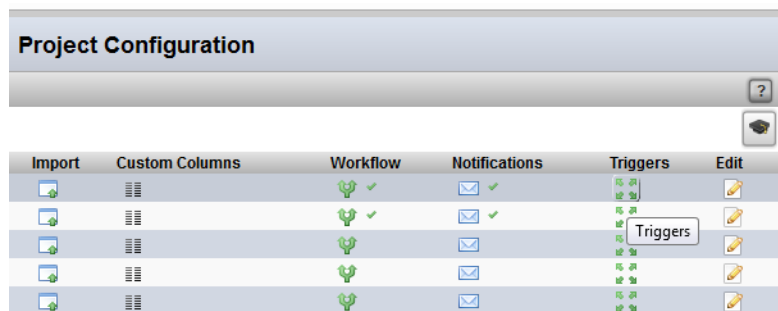 Project Configuration
?
Import Custom Columns Workflow Notifications Triggers Edit
Triggers